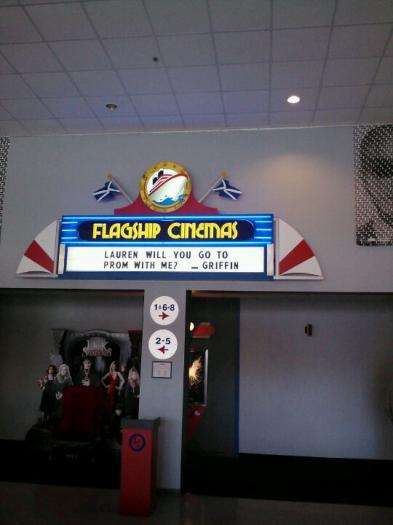 FLAGSHIP CINEMAS
LAUREN WILL YOU GO TO
PROM WITH ME? — GRIFFIN
1•6•8
2•5